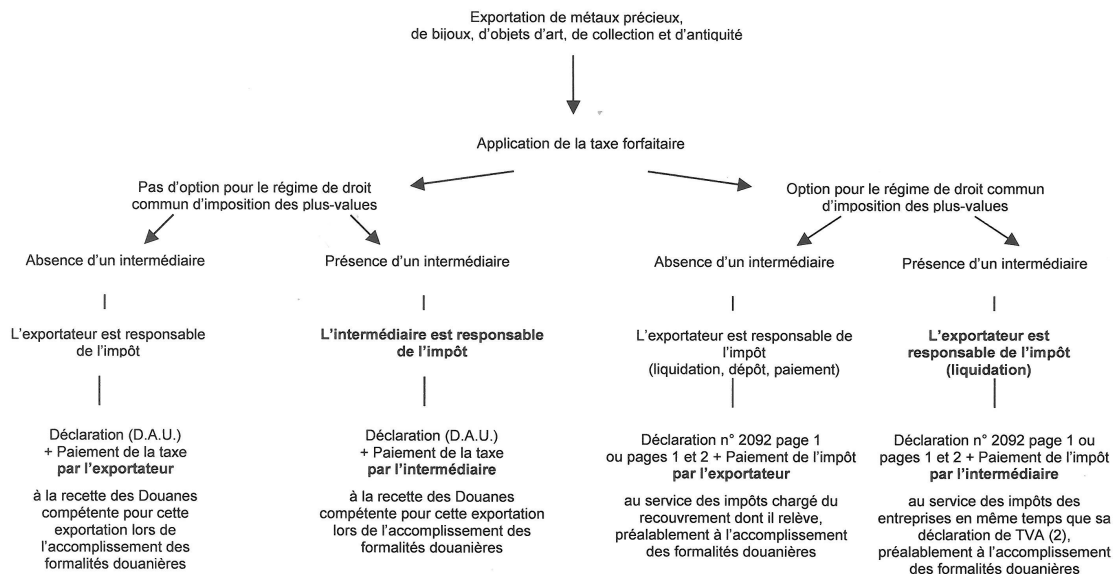 Exportation de métaux précieux,
de bijoux, d'objets d'art, de collection et d'antiquité
Application de la taxe forfaitaire
Pas d'option pour le régime de droit
commun d'imposition des plus-values
Option pour le régime de droit commun
d'imposition des plus-values
Absence d'un intermédiaire
Présence d'un intermédiaire
Absence d'un intermédiaire
Présence d'un intermédiaire
L'exportateur est responsable
de l'impôt
L'intermédiaire est responsable
de l'impôt
L'exportateur est responsable de
l'impôt
(liquidation, dépôt, paiement)
L'exportateur est
responsable de l'impôt
(liquidation)
Déclaration (D.A.U.)
+ Paiement de la taxe
par l'exportateur
à la recette des Douanes
compétente pour cette
exportation lors de
l'accomplissement des
formalités douanières
Déclaration (D.A.U.)
+ Paiement de la taxe
par l'intermédiaire
à la recette des Douanes
compétente pour cette exportation
lors de l'accomplissement des
formalités douanières
Déclaration n° 2092 page 1
ou pages 1 et 2 + Paiement de l'impôt
par l'exportateur
au service des impôts chargé du
recouvrement dont il relève,
préalablement à l'accomplissement
des formalités douanières
Déclaration n° 2092 page 1 ou
pages 1 et 2 + Paiement de l'impôt
par l'intermédiaire
au service des impôts des
entreprises en même temps que sa
déclaration de TVA (2),
préalablement à l'accomplissement
des formalités douanières